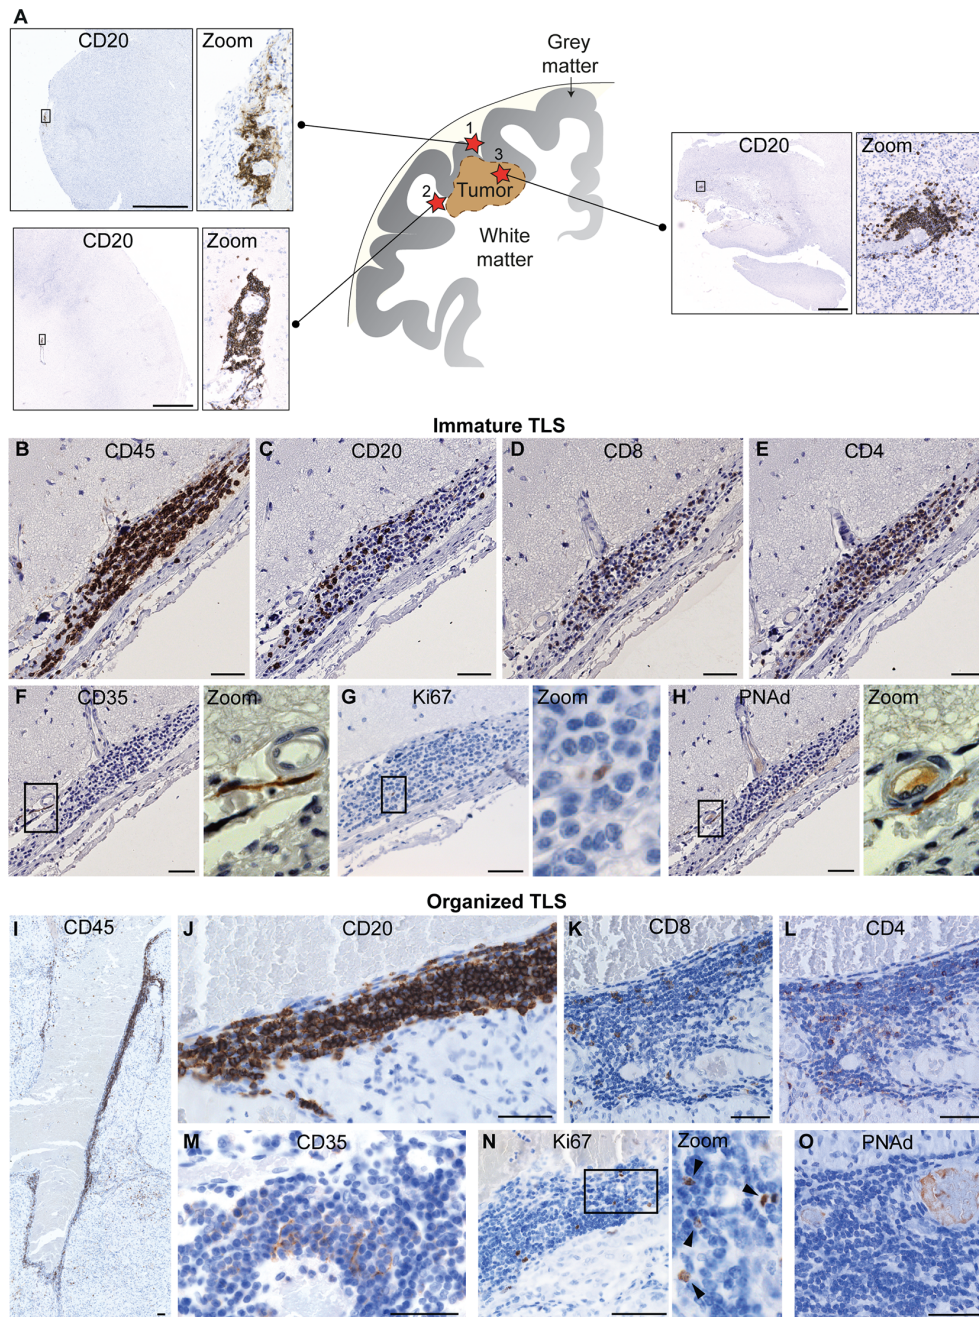 A
CD20
Zoom
Grey
matter
1
3
Tumor
2
White
matter
CD20
Zoom
CD20
Zoom
Immature TLS
B
CD45
C
CD20
D
CD8
E
CD4
F
CD35
Zoom
G
Ki67
Zoom
H
PNAd
Zoom
Organized TLS
I
CD45
J
CD20
K
CD8
L
CD4
M
CD35
N
Ki67
Zoom
O
PNAd